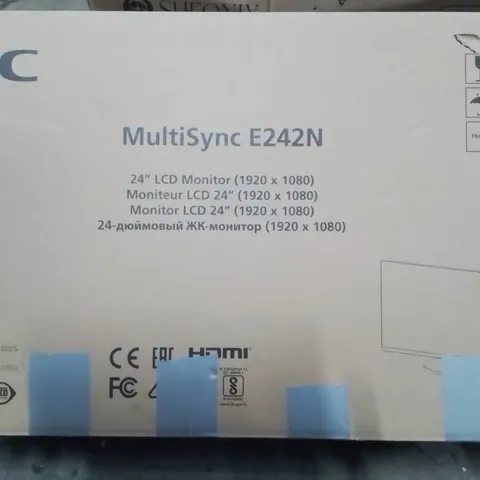 C
MultiSync E242N
24” LCD Monitor (1920 x 1080)
Moniteur LCD 24” (1920 x 1080)
Monitor LCD 24” (1920 x 1080)
24-дюймовый ЖК-монитор (1920 x 1080)
CE EAC HDMI
FC